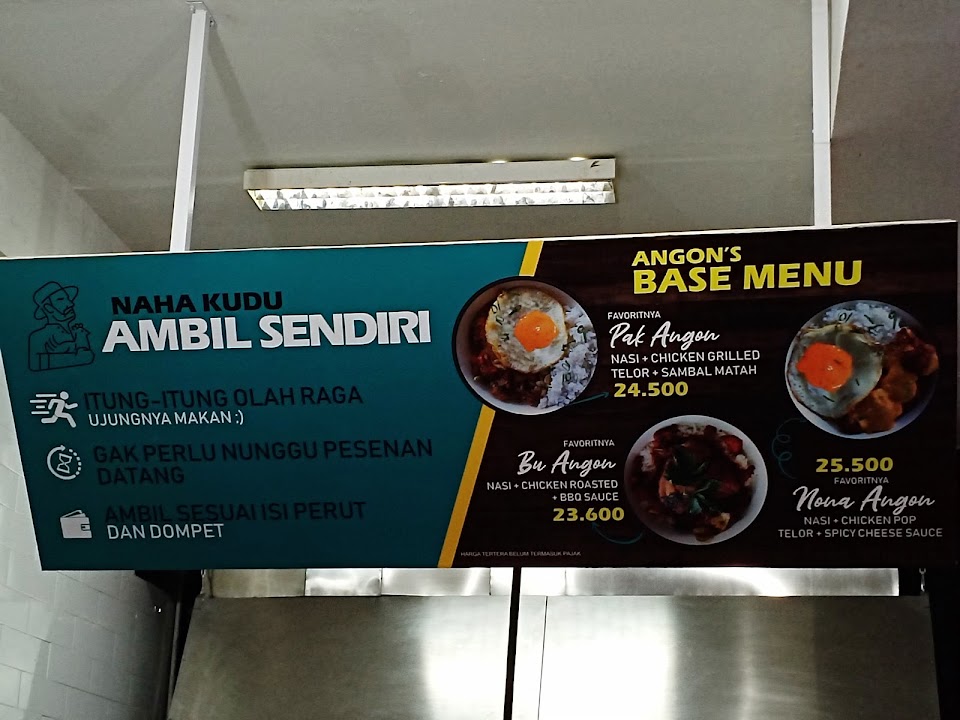 NAHA KUDU
AMBIL SENDIRI
ITUNG-ITUNG OLAH RAGA
UJUNGNYA MAKAN ;)
GAK PERLU NUNGGU PESENAN
DATANG
AMBIL SESUAI ISI PERUT
DAN DOMPET
ANGON'S
BASE MENU
FAVORITNYA
Pak Angon
NASI + CHICKEN GRILLED
TELOR + SAMBAL MATAH
24.500
FAVORITNYA
Bu Angon
NASI + CHICKEN ROASTED
+ BBQ SAUCE
23.600
25.500
FAVORITNYA
Nona Angon
NASI + CHICKEN POP
TELOR + SPICY CHEESE SAUCE
HARGA TERTERA BELUM TERMASUK PAJAK